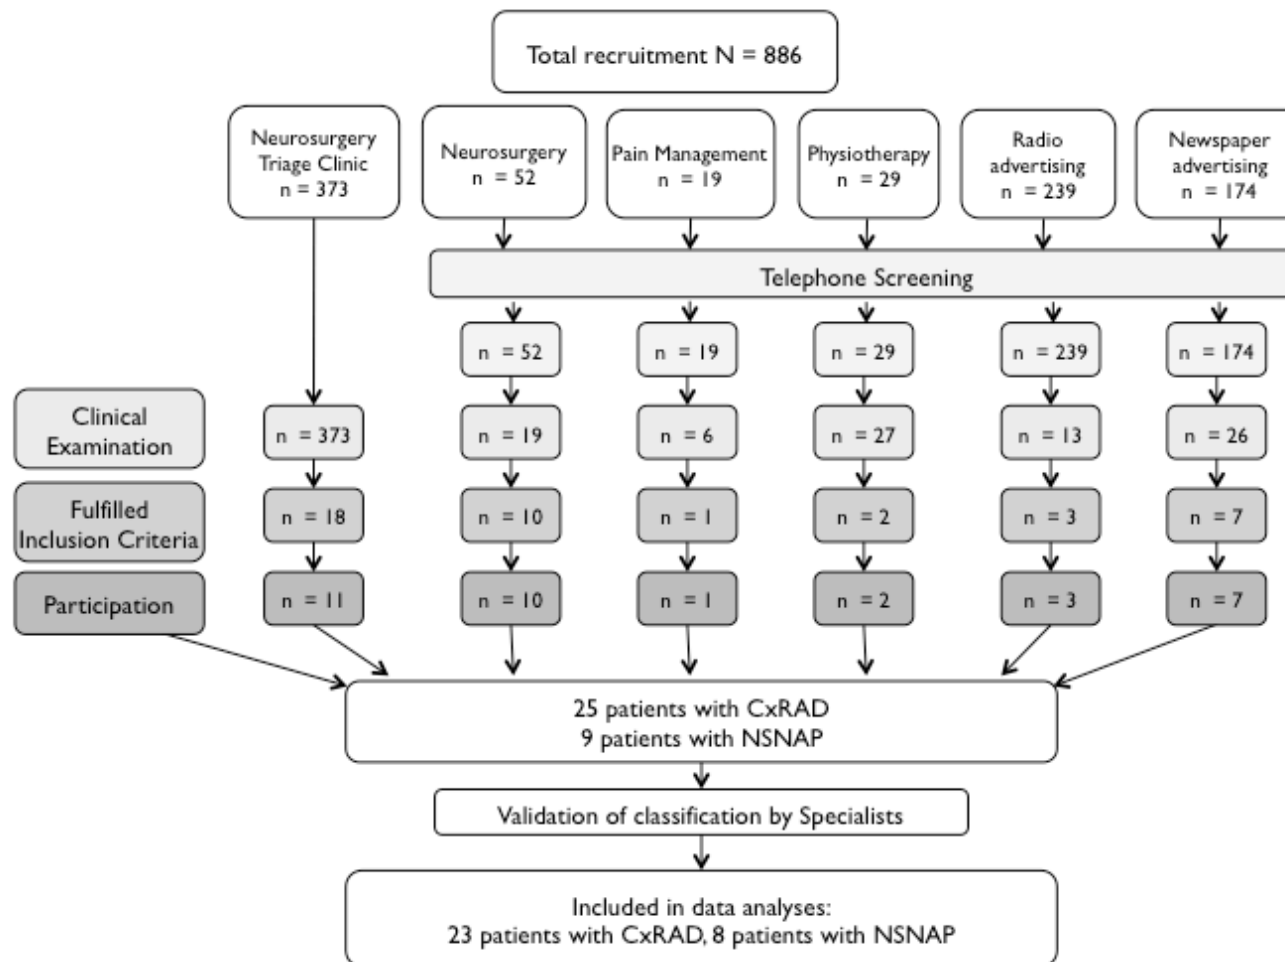 Total recruitment N = 886
Neurosurgery
Triage Clinic
n = 373
Neurosurgery
n = 52
Pain Management
n = 19
Physiotherapy
n = 29
Radio
advertising
n = 239
Newspaper
advertising
n = 174
Telephone Screening
n = 52
n = 19
n = 29
n = 239
n = 174
Clinical
Examination
n = 373
n = 19
n = 6
n = 27
n = 13
n = 26
Fulfilled
Inclusion Criteria
n = 18
n = 10
n = 1
n = 2
n = 3
n = 7
Participation
n = 11
n = 10
n = 1
n = 2
n = 3
n = 7
25 patients with CxRAD
9 patients with NSNAP
Validation of classification by Specialists
Included in data analyses:
23 patients with CxRAD, 8 patients with NSNAP